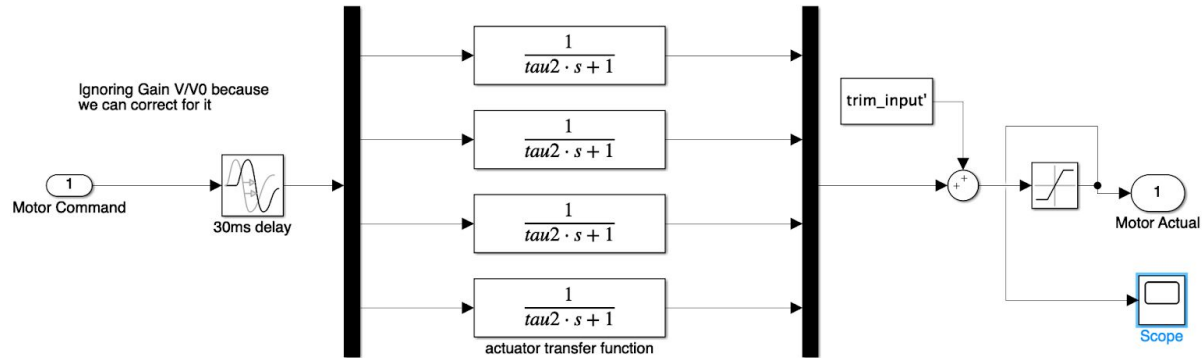 Ignoring Gain V/V0 because
we can correct for it
1
Motor Command
30ms delay
1
tau2 · s + 1
1
tau2 · s + 1
1
tau2 · s + 1
1
tau2 · s + 1
actuator transfer function
trim_input'
+
+
1
Motor Actual
Scope